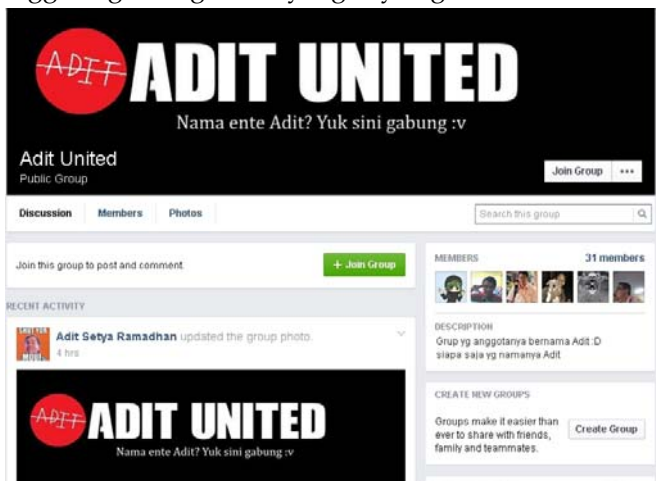 ADIT ADIT UNITED
Nama ente Adit? Yuk sini gabung :v
Adit United
Public Group
Join Group
Discussion Members Photos
Search this group
Join this group to post and comment
+ Join Group
MEMBERS 31 members
RECENT ACTIVITY
Adit Setya Ramadhan updated the group photo.
4 hrs
DESCRIPTION
Grup yg anggotanya bernama Adit :D
siapa saja yg namanya Adit
ADIT ADIT UNITED
Nama ente Adit? Yuk sini gabung :v
CREATE NEW GROUPS
Groups make it easier than
ever to share with friends,
family and teammates.
Create Group